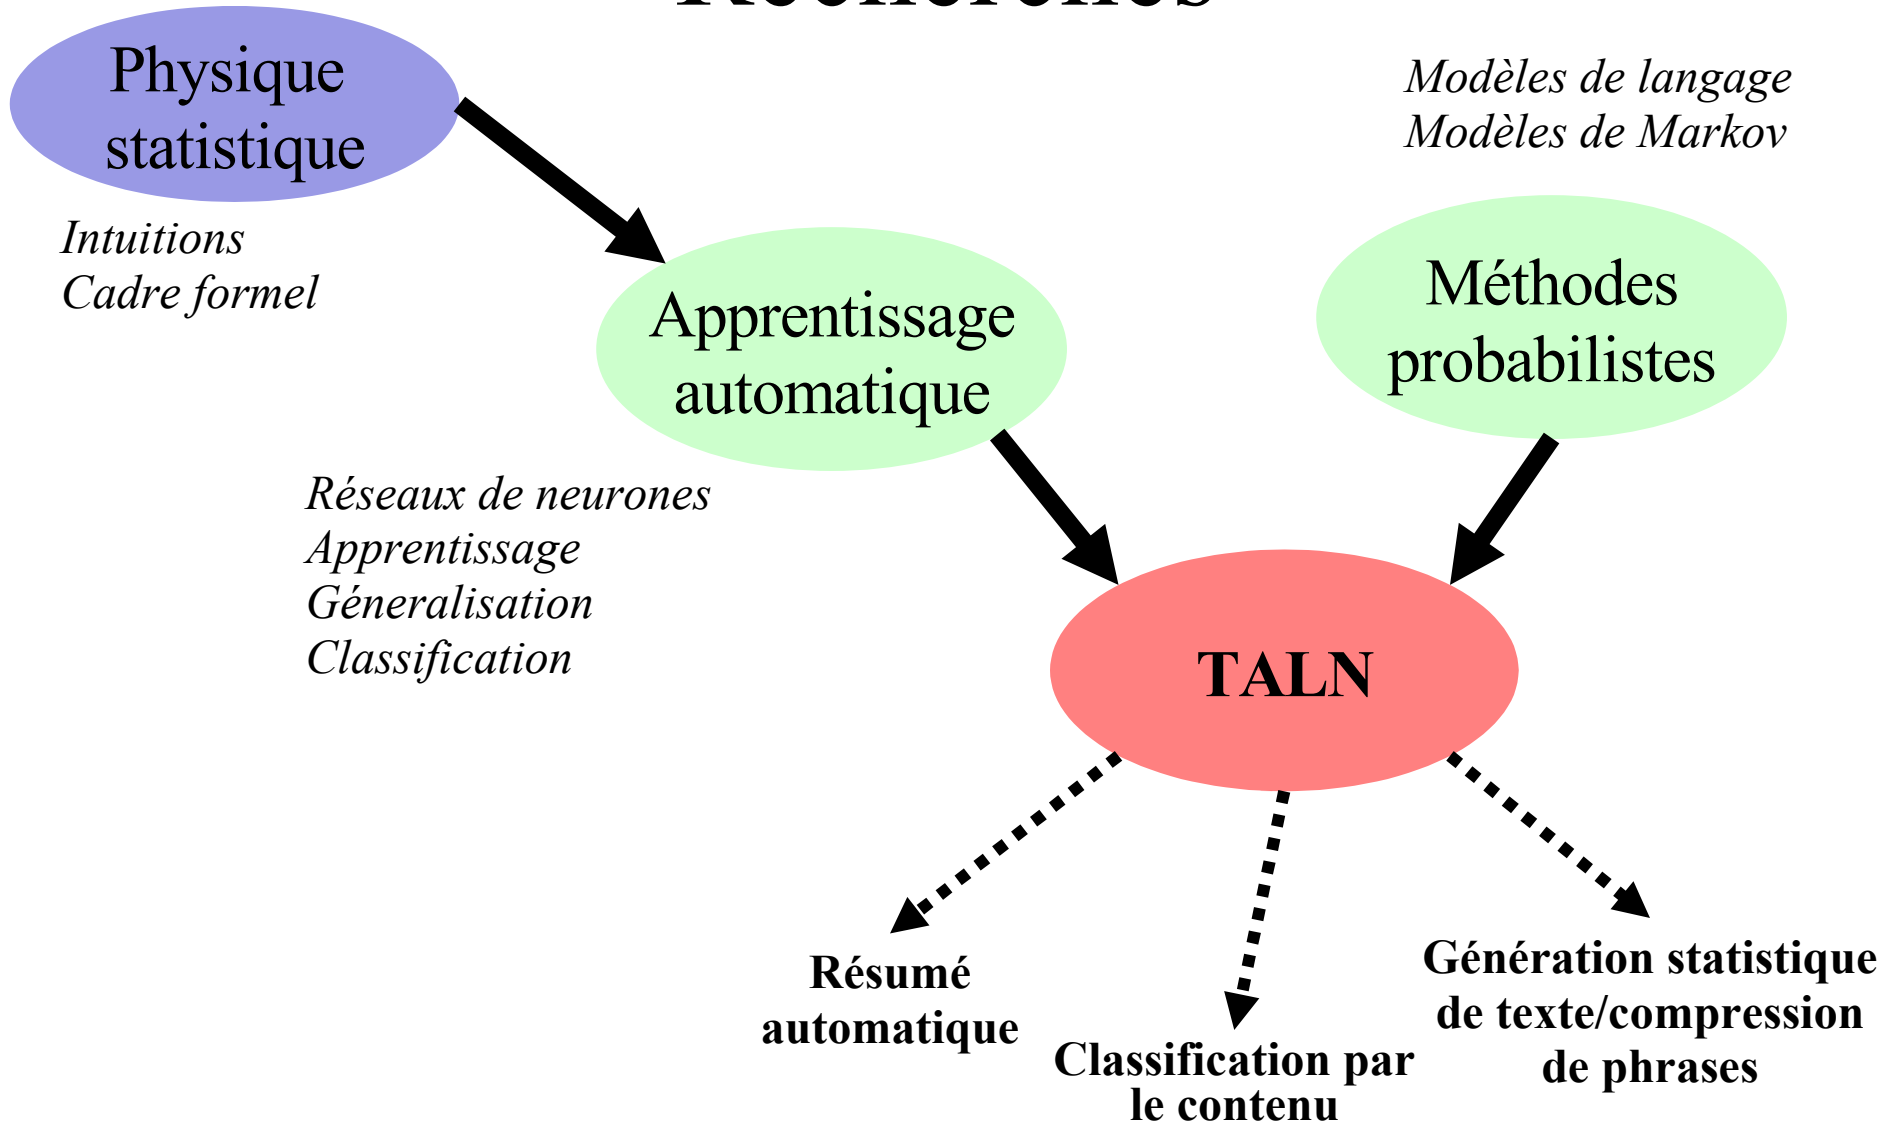 Physique
statistique
Intuitions
Cadre formel
Modèles de langage
Modèles de Markov
Apprentissage
automatique
Méthodes
probabilistes
Réseaux de neurones
Apprentissage
Géneralisation
Classification
TALN
Résumé
automatique
Classification par
le contenu
Génération statistique
de texte/compression
de phrases